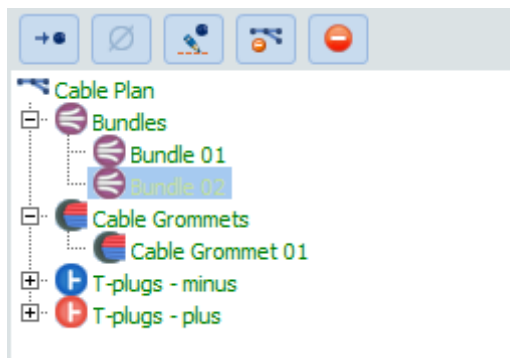 Cable Plan
Bundles
Bundle 01
Bundle 02
Cable Grommets
Cable Grommet 01
T-plugs - minus
T-plugs - plus